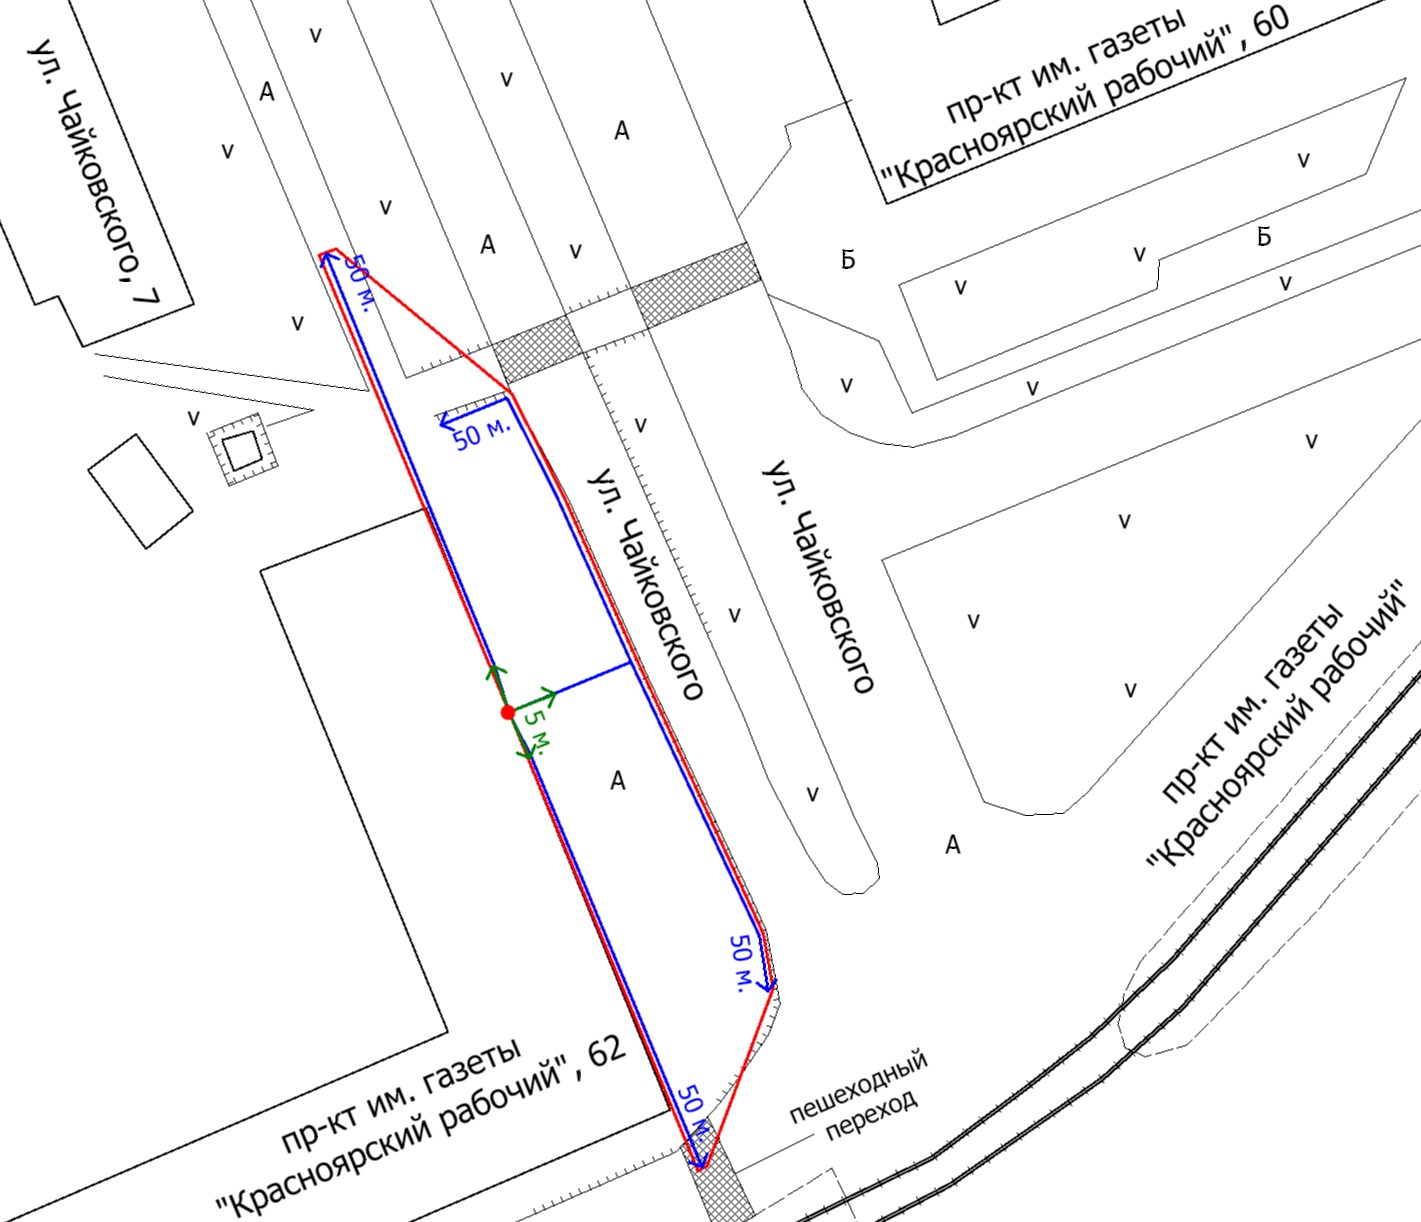 ул. Чайковского, 7
пр-кт им. газеты
"Красноярский рабочий", 60
v
v
А
А
v
v
v
А
v
Б
Б
v
v
v
v
50 м.
v
v
v
v
v
50 м.
v
ул. Чайковского
ул. Чайковского
v
v
v
v
v
5 м.
А
v
А
пр-кт им. газеты
"Красноярский рабочий"
50 м.
50 м.
пр-кт им. газеты
"Красноярский рабочий", 62
пешеходный
переход